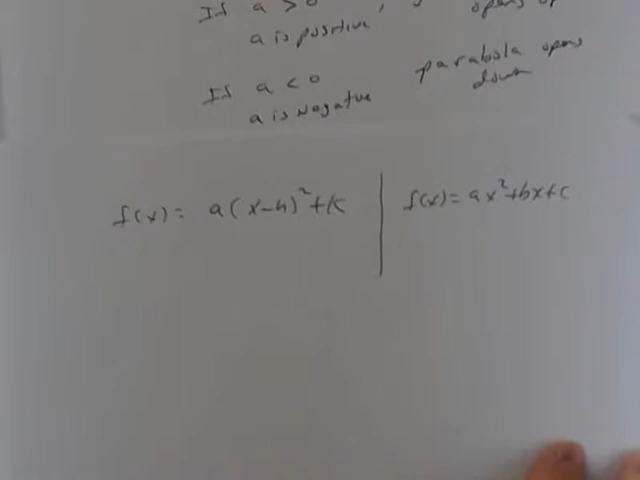 If a > 0 , opens up
a is positive
If a < 0 parabola opens
a is Negative down
f(x) = a(x-h)²+k f(x) = ax²+bx+c